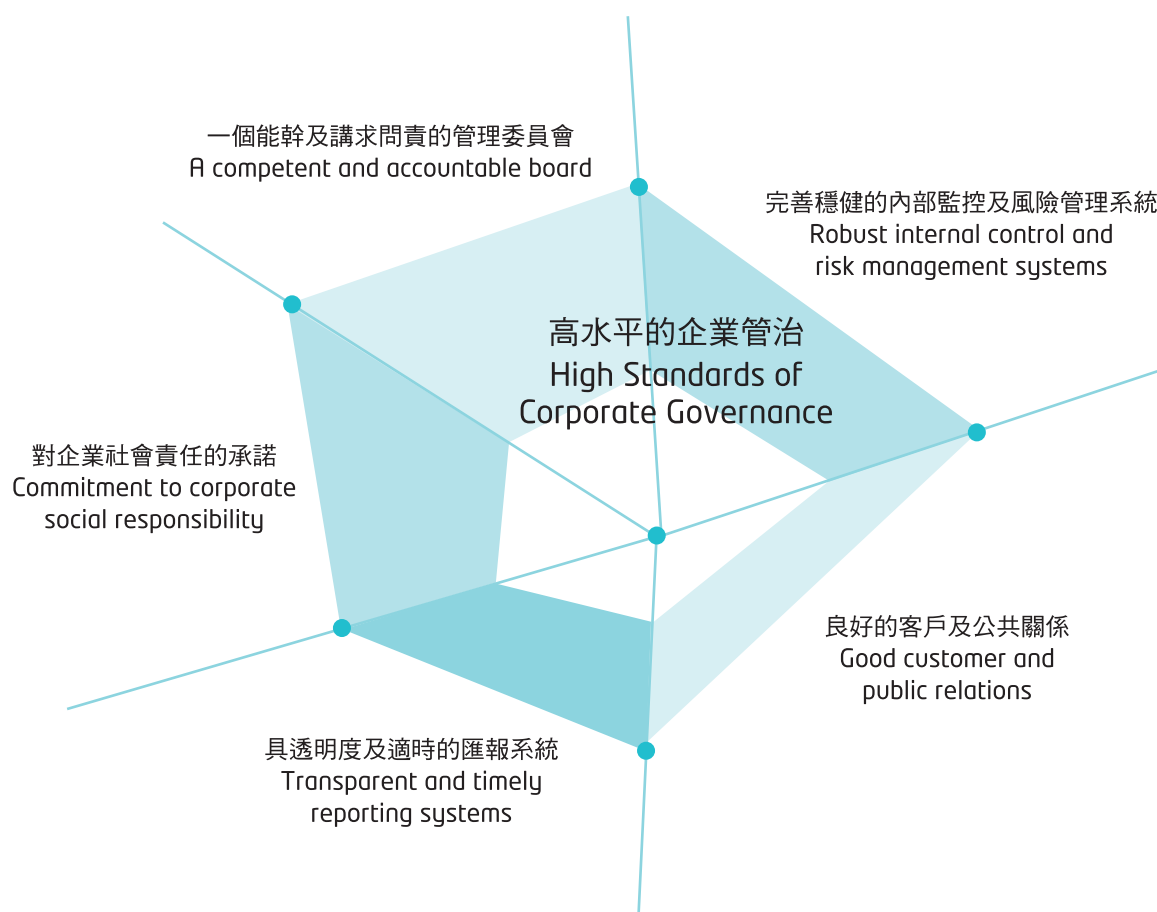 一個能幹及講求問責的管理委員會
A competent and accountable board
完善穩健的內部監控及風險管理系統
Robust internal control and
risk management systems
高水平的企業管治
High Standards of
Corporate Governance
對企業社會責任的承諾
Commitment to corporate
social responsibility
良好的客戶及公共關係
Good customer and
public relations
具透明度及適時的匯報系統
Transparent and timely
reporting systems